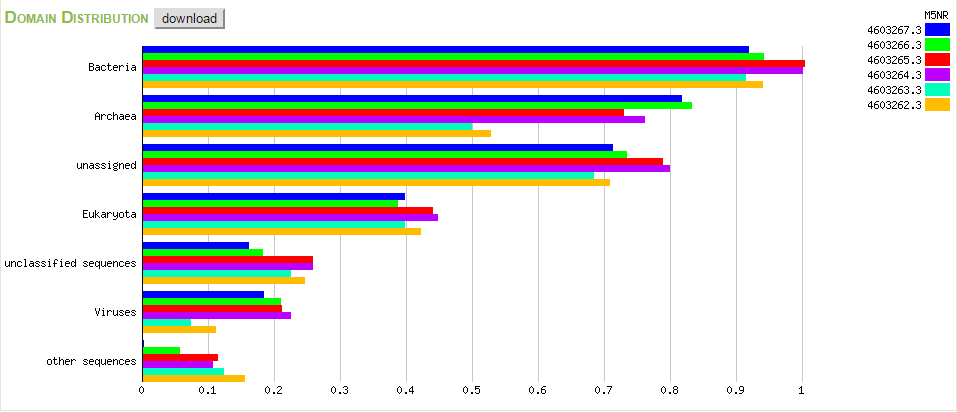 Domain Distribution download
M5NR
4603267.3
4603266.3
4603265.3
4603264.3
4603263.3
4603262.3
Bacteria
Archaea
unassigned
Eukaryota
unclassified sequences
Viruses
other sequences
0 0.1 0.2 0.3 0.4 0.5 0.6 0.7 0.8 0.9 1